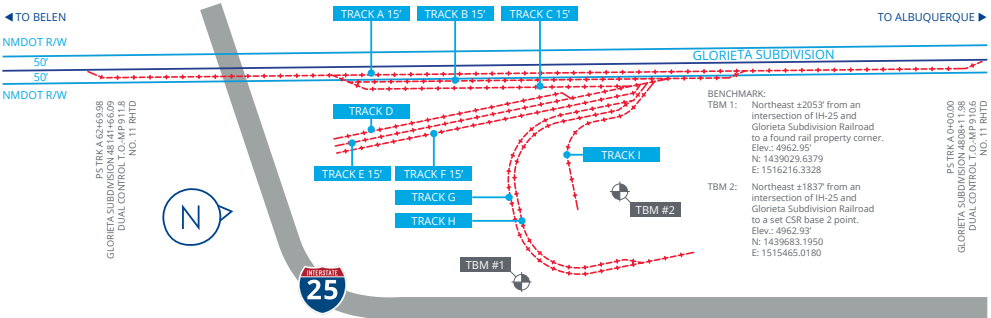 TO BELEN
TO ALBUQUERQUE
TRACK A 15'
TRACK B 15'
TRACK C 15'
NMDOT R/W
50'
50'
NMDOT R/W
GLORIETA SUBDIVISION
PS TRK A 62+69.98
GLORIETA SUBDIVISION 48141+66.09
DUAL CONTROL T.O.-MP 911.8
NO. 11 RHTD
TRACK D
TRACK E 15'
TRACK F 15'
TRACK G
TRACK H
TRACK I
TBM #2
TBM #1
N
INTERSTATE
25
BENCHMARK:
TBM 1: Northeast ±2053' from an
intersection of IH-25 and
Glorieta Subdivision Railroad
to a found rail property corner.
Elev.: 4962.95'
N: 1439029.6379
E: 1516216.3328
TBM 2: Northeast ±1837' from an
intersection of IH-25 and
Glorieta Subdivision Railroad
to a set CSR base 2 point.
Elev.: 4962.93'
N: 1439683.1950
E: 1515465.0180
PS TRK A 0+00.00
GLORIETA SUBDIVISION 4808+11.98
DUAL CONTROL T.O.-MP 910.6
NO. 11 RHTD